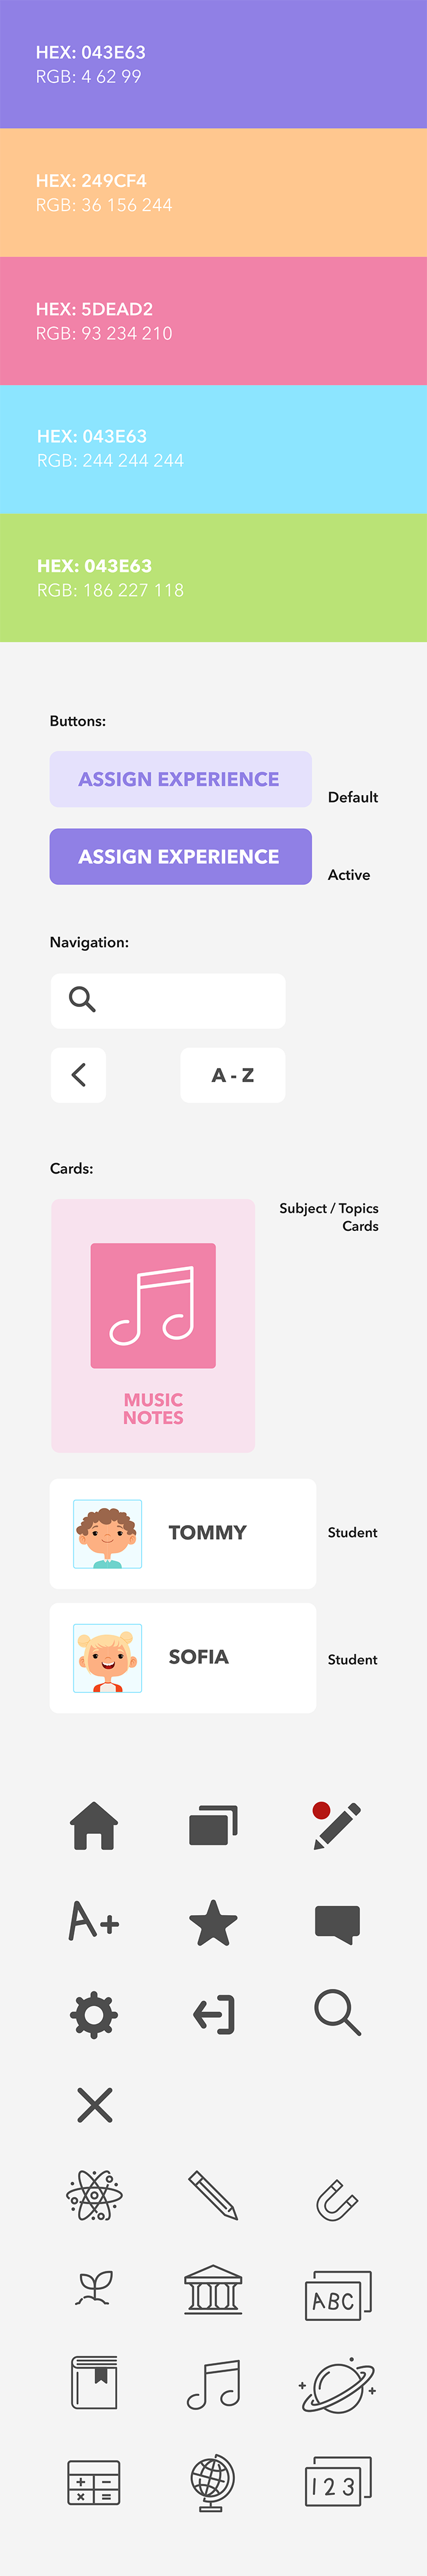 HEX: 043E63
RGB: 4 62 99
HEX: 249CF4
RGB: 36 156 244
HEX: 5DEAD2
RGB: 93 234 210
HEX: 043E63
RGB: 244 244 244
HEX: 043E63
RGB: 186 227 118
Buttons:
ASSIGN EXPERIENCE
Default
ASSIGN EXPERIENCE
Active
Navigation:
A - Z
Cards:
Subject / Topics
Cards
MUSIC
NOTES
TOMMY
Student
SOFIA
Student
A+
ABC
123